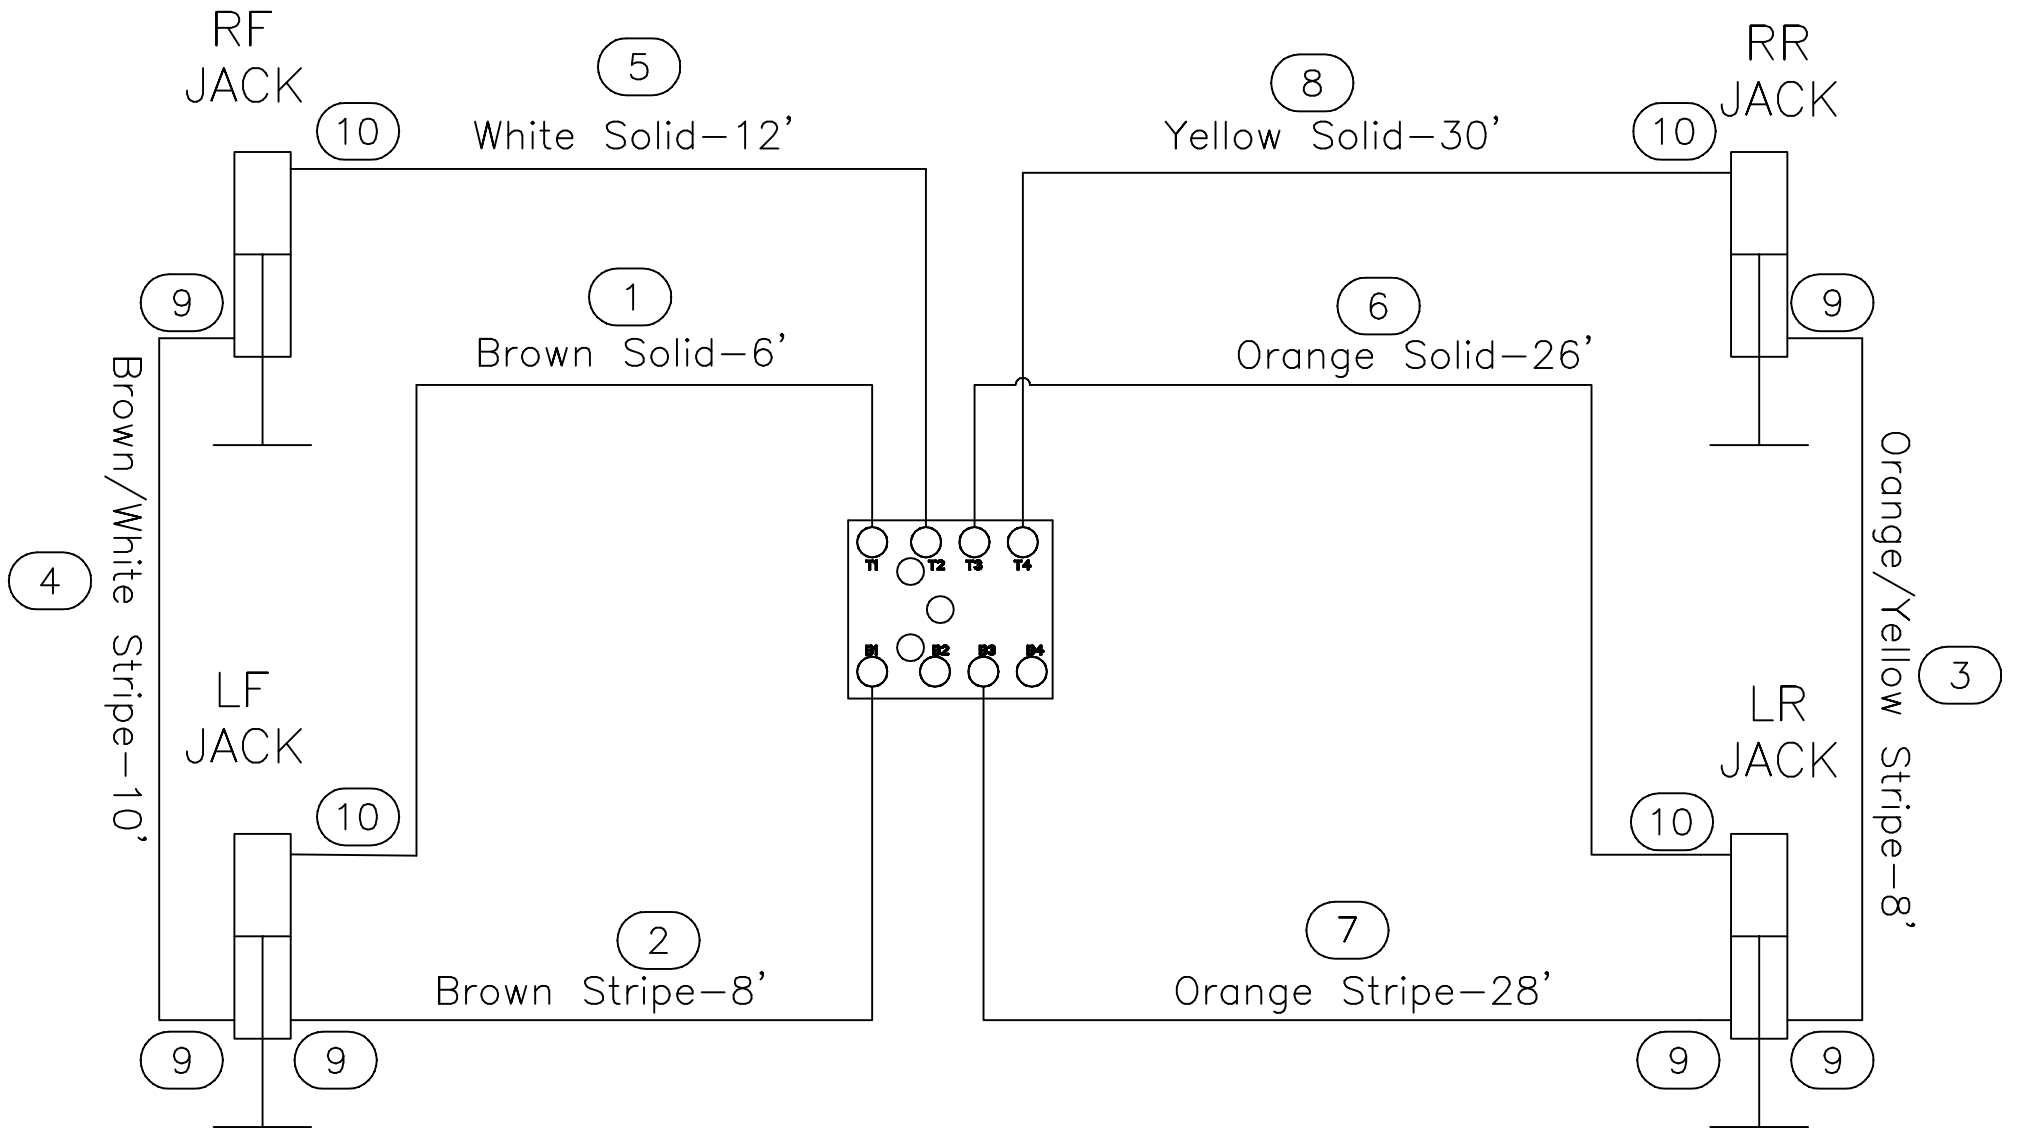 RF
JACK
5
White Solid-12'
10
8
Yellow Solid-30'
10
RR
JACK
9
1
Brown Solid-6'
6
Orange Solid-26'
9
4
Brown/White Stripe-10'
Orange/Yellow Stripe-8'
3
T1 T2 T3 T4
B1 B2 B3 B4
LF
JACK
10
LR
JACK
10
2
Brown Stripe-8'
7
Orange Stripe-28'
9
9
9
9